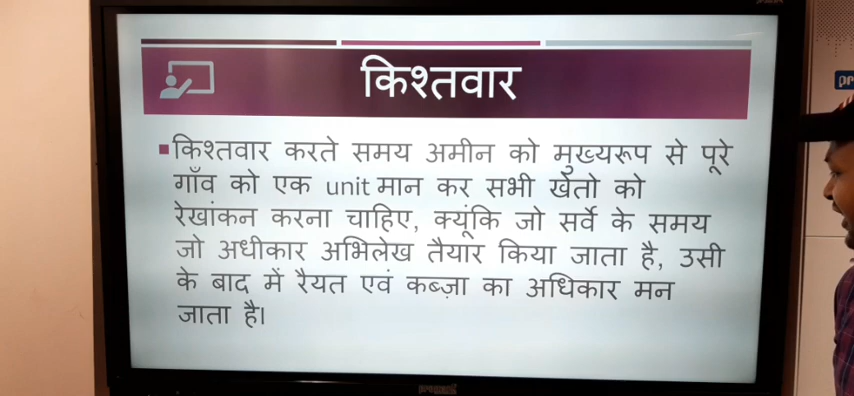 किश्तवार
▪किश्तवार करते समय अमीन को मुख्यरूप से पूरे
गाँव को एक unit मान कर सभी खेतो को
रेखांकन करना चाहिए, क्यूंकि जो सर्वे के समय
जो अधीकार अभिलेख तैयार किया जाता है, उसी
के बाद में रैयत एवं कब्ज़ा का अधिकार मन
जाता है।